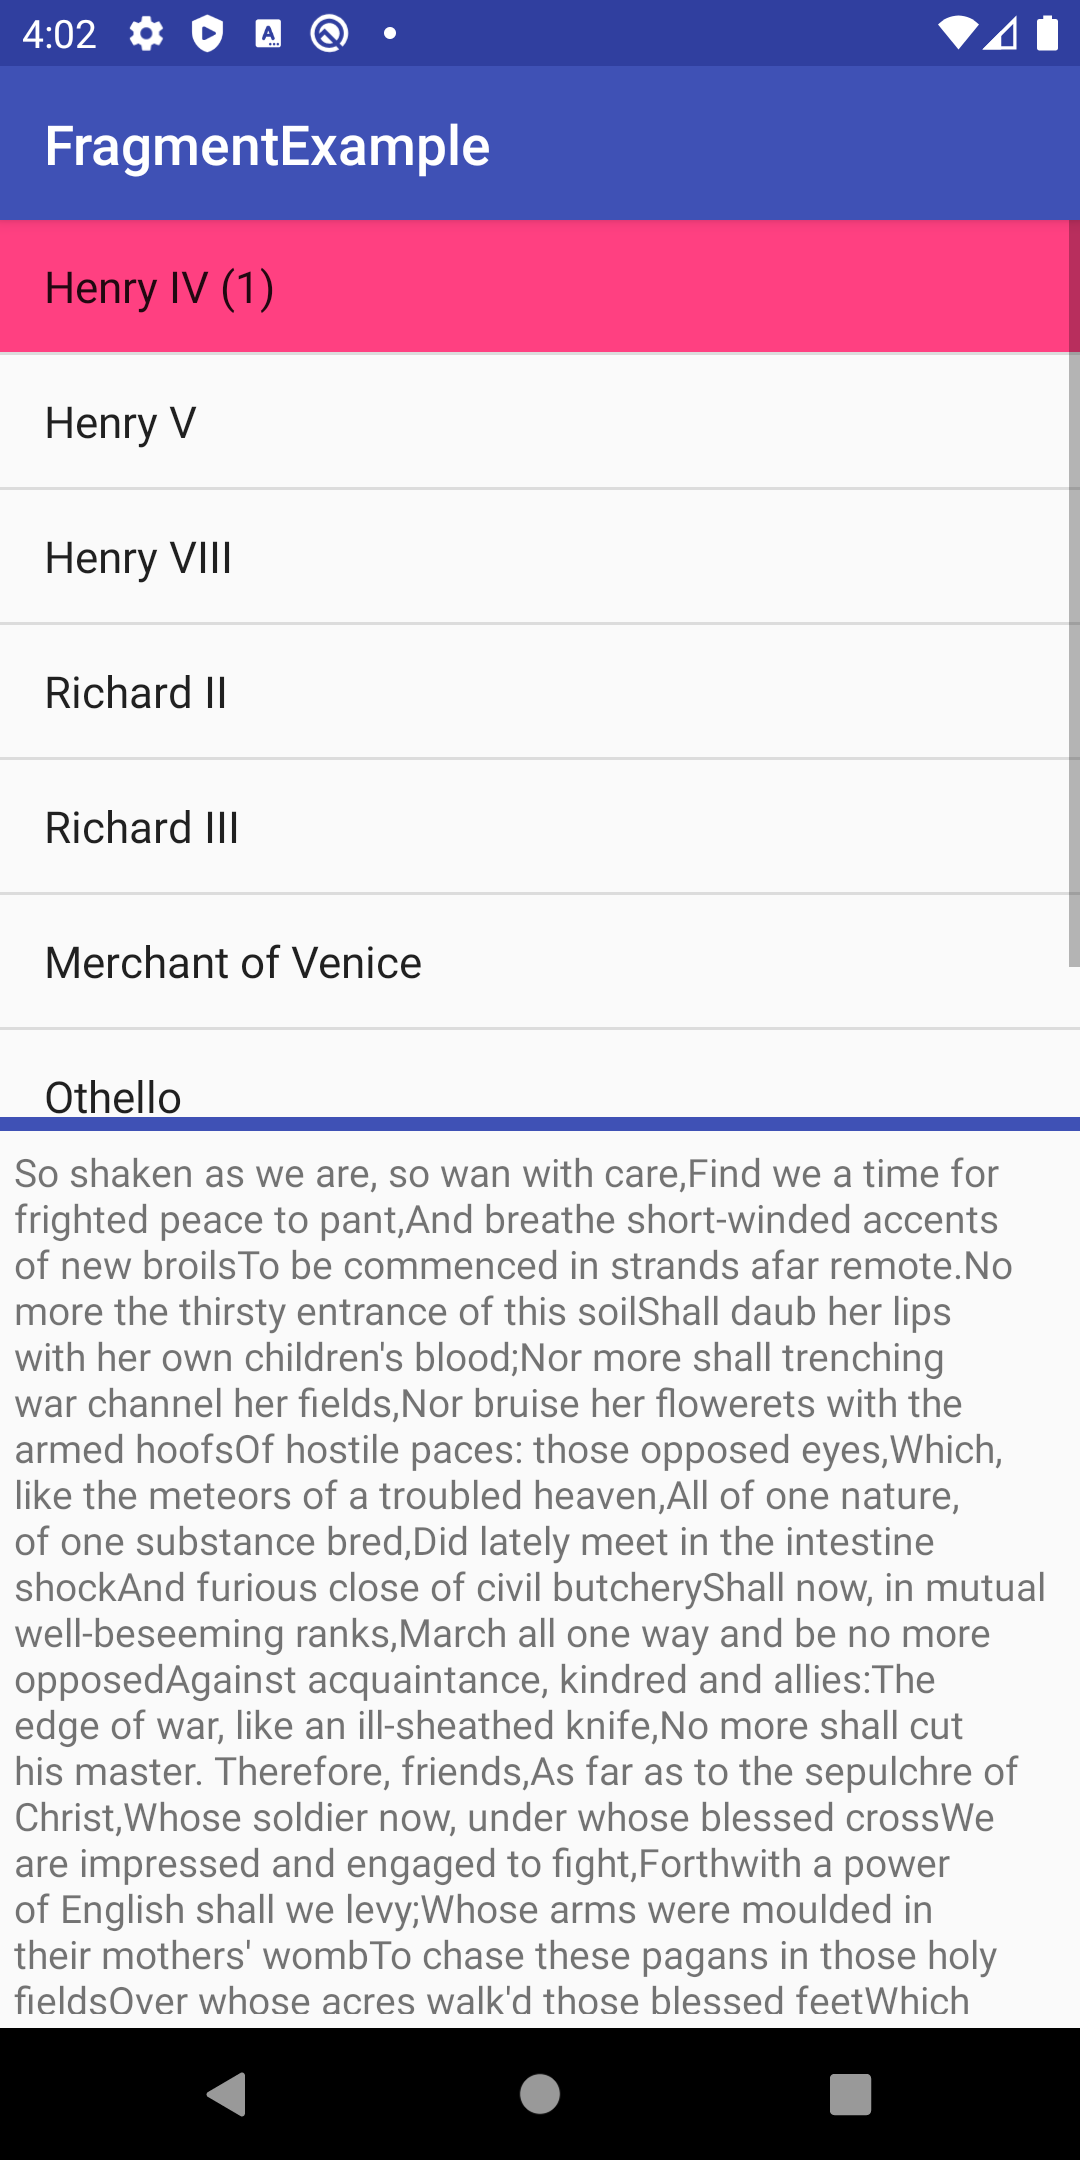 4:02
FragmentExample
Henry IV (1)
Henry V
Henry VIII
Richard II
Richard III
Merchant of Venice
Othello
So shaken as we are, so wan with care,Find we a time for
frighted peace to pant,And breathe short-winded accents
of new broilsTo be commenced in strands afar remote.No
more the thirsty entrance of this soilShall daub her lips
with her own children's blood;Nor more shall trenching
war channel her fields,Nor bruise her flowerets with the
armed hoofsOf hostile paces: those opposed eyes,Which,
like the meteors of a troubled heaven,All of one nature,
of one substance bred,Did lately meet in the intestine
shockAnd furious close of civil butcheryShall now, in mutual
well-beseeming ranks,March all one way and be no more
opposedAgainst acquaintance, kindred and allies:The
edge of war, like an ill-sheathed knife,No more shall cut
his master. Therefore, friends,As far as to the sepulchre of
Christ,Whose soldier now, under whose blessed crossWe
are impressed and engaged to fight,Forthwith a power
of English shall we levy;Whose arms were moulded in
their mothers' wombTo chase these pagans in those holy
fieldsOver whose acres walk'd those blessed feetWhich